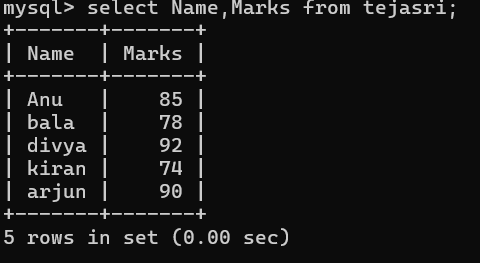 mysql> select Name,Marks from tejasri;
+-------+-------+
| Name  | Marks |
+-------+-------+
| Anu   |    85 |
| bala  |    78 |
| divya |    92 |
| kiran |    74 |
| arjun |    90 |
+-------+-------+
5 rows in set (0.00 sec)